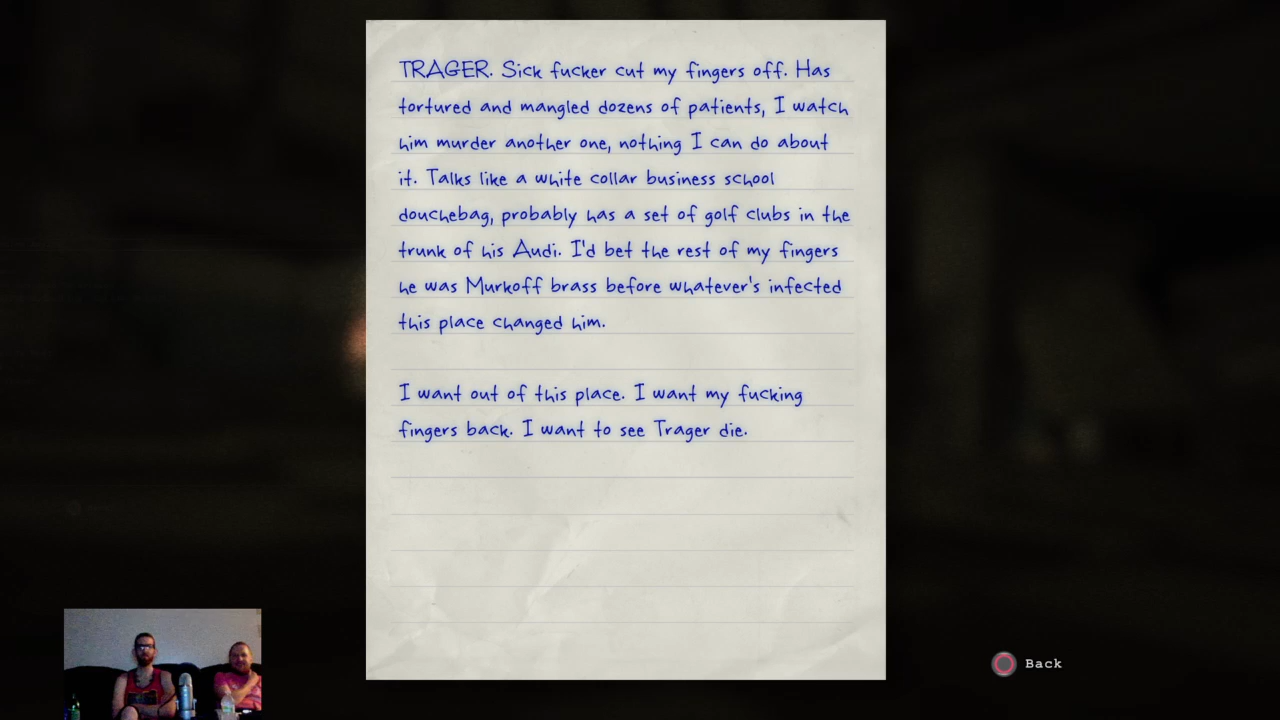 TRAGER. Sick fucker cut my fingers off. Has
tortured and mangled dozens of patients, I watch
him murder another one, nothing I can do about
it. Talks like a white collar business school
douchebag, probably has a set of golf clubs in the
trunk of his Audi. I'd bet the rest of my fingers
he was Murkoff brass before whatever's infected
this place changed him.
I want out of this place. I want my fucking
fingers back. I want to see Trager die.
Back